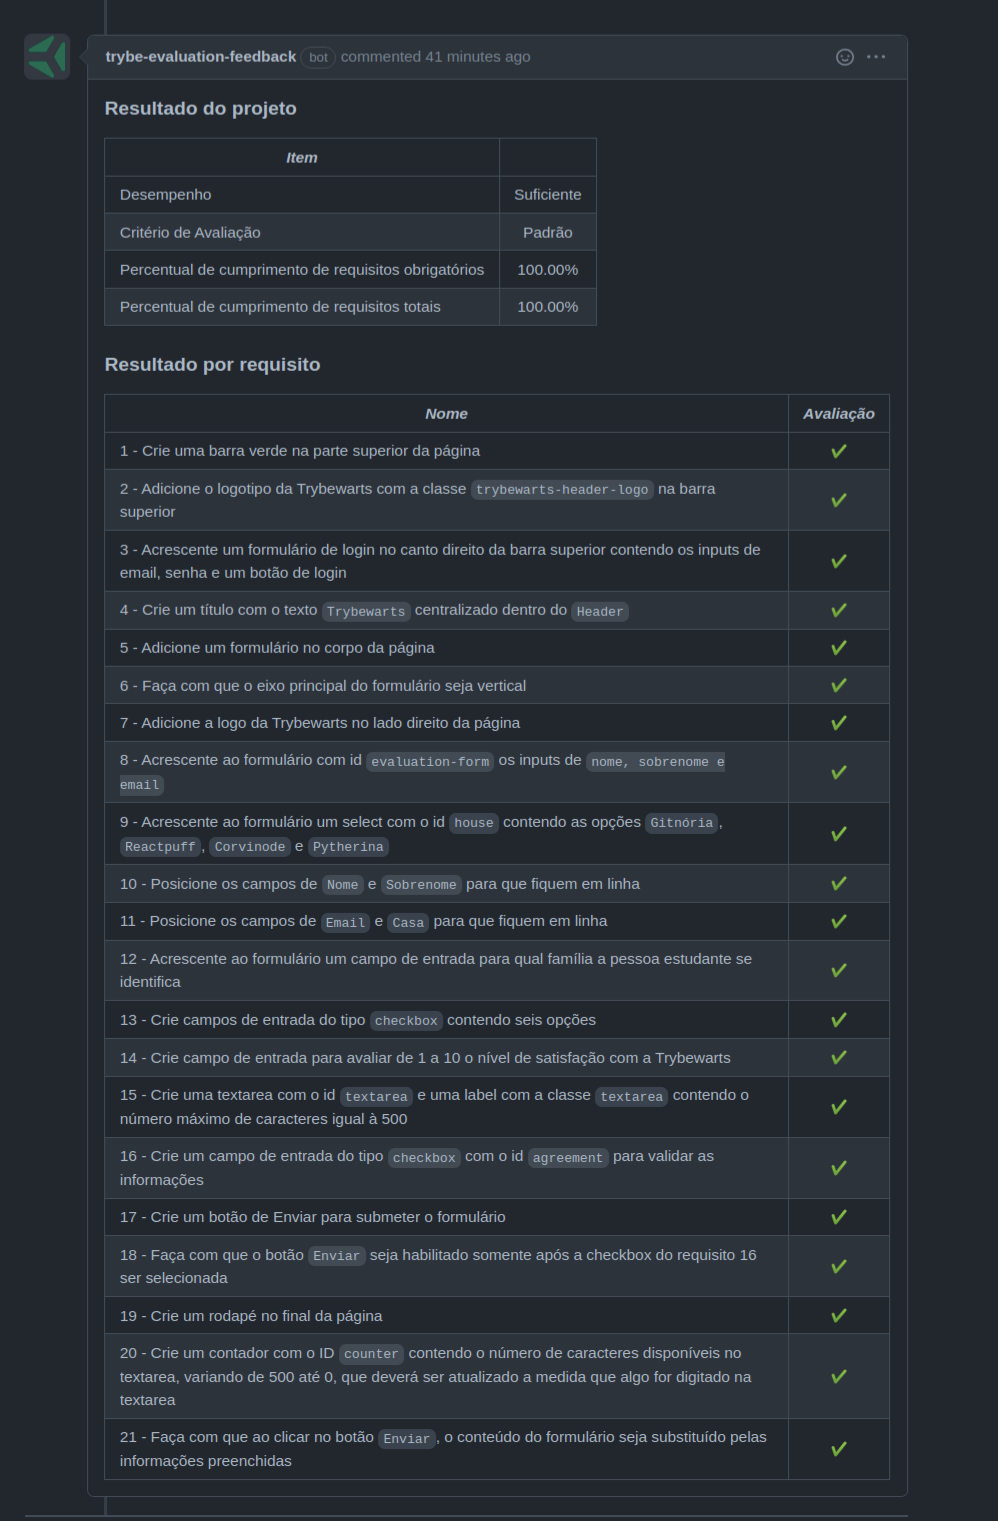 trybe-evaluation-feedback bot commented 41 minutes ago
Resultado do projeto
Item
Desempenho Suficiente
Critério de Avaliação Padrão
Percentual de cumprimento de requisitos obrigatórios 100.00%
Percentual de cumprimento de requisitos totais 100.00%
Resultado por requisito
Nome Avaliação
1 - Crie uma barra verde na parte superior da página
2 - Adicione o logotipo da Trybewarts com a classe trybewarts-header-logo na barra
superior
3 - Acrescente um formulário de login no canto direito da barra superior contendo os inputs de
email, senha e um botão de login
4 - Crie um título com o texto Trybewarts centralizado dentro do Header
5 - Adicione um formulário no corpo da página
6 - Faça com que o eixo principal do formulário seja vertical
7 - Adicione a logo da Trybewarts no lado direito da página
8 - Acrescente ao formulário com id evaluation-form os inputs de nome, sobrenome e
email
9 - Acrescente ao formulário um select com o id house contendo as opções Gitnória,
Reactpuff, Corvinode e Pytherina
10 - Posicione os campos de Nome e Sobrenome para que fiquem em linha
11 - Posicione os campos de Email e Casa para que fiquem em linha
12 - Acrescente ao formulário um campo de entrada para qual família a pessoa estudante se
identifica
13 - Crie campos de entrada do tipo checkbox contendo seis opções
14 - Crie campo de entrada para avaliar de 1 a 10 o nível de satisfação com a Trybewarts
15 - Crie uma textarea com o id textarea e uma label com a classe textarea contendo o
número máximo de caracteres igual à 500
16 - Crie um campo de entrada do tipo checkbox com o id agreement para validar as
informações
17 - Crie um botão de Enviar para submeter o formulário
18 - Faça com que o botão Enviar seja habilitado somente após a checkbox do requisito 16
ser selecionada
19 - Crie um rodapé no final da página
20 - Crie um contador com o ID counter contendo o número de caracteres disponíveis no
textarea, variando de 500 até 0, que deverá ser atualizado a medida que algo for digitado na
textarea
21 - Faça com que ao clicar no botão Enviar, o conteúdo do formulário seja substituído pelas
informações preenchidas